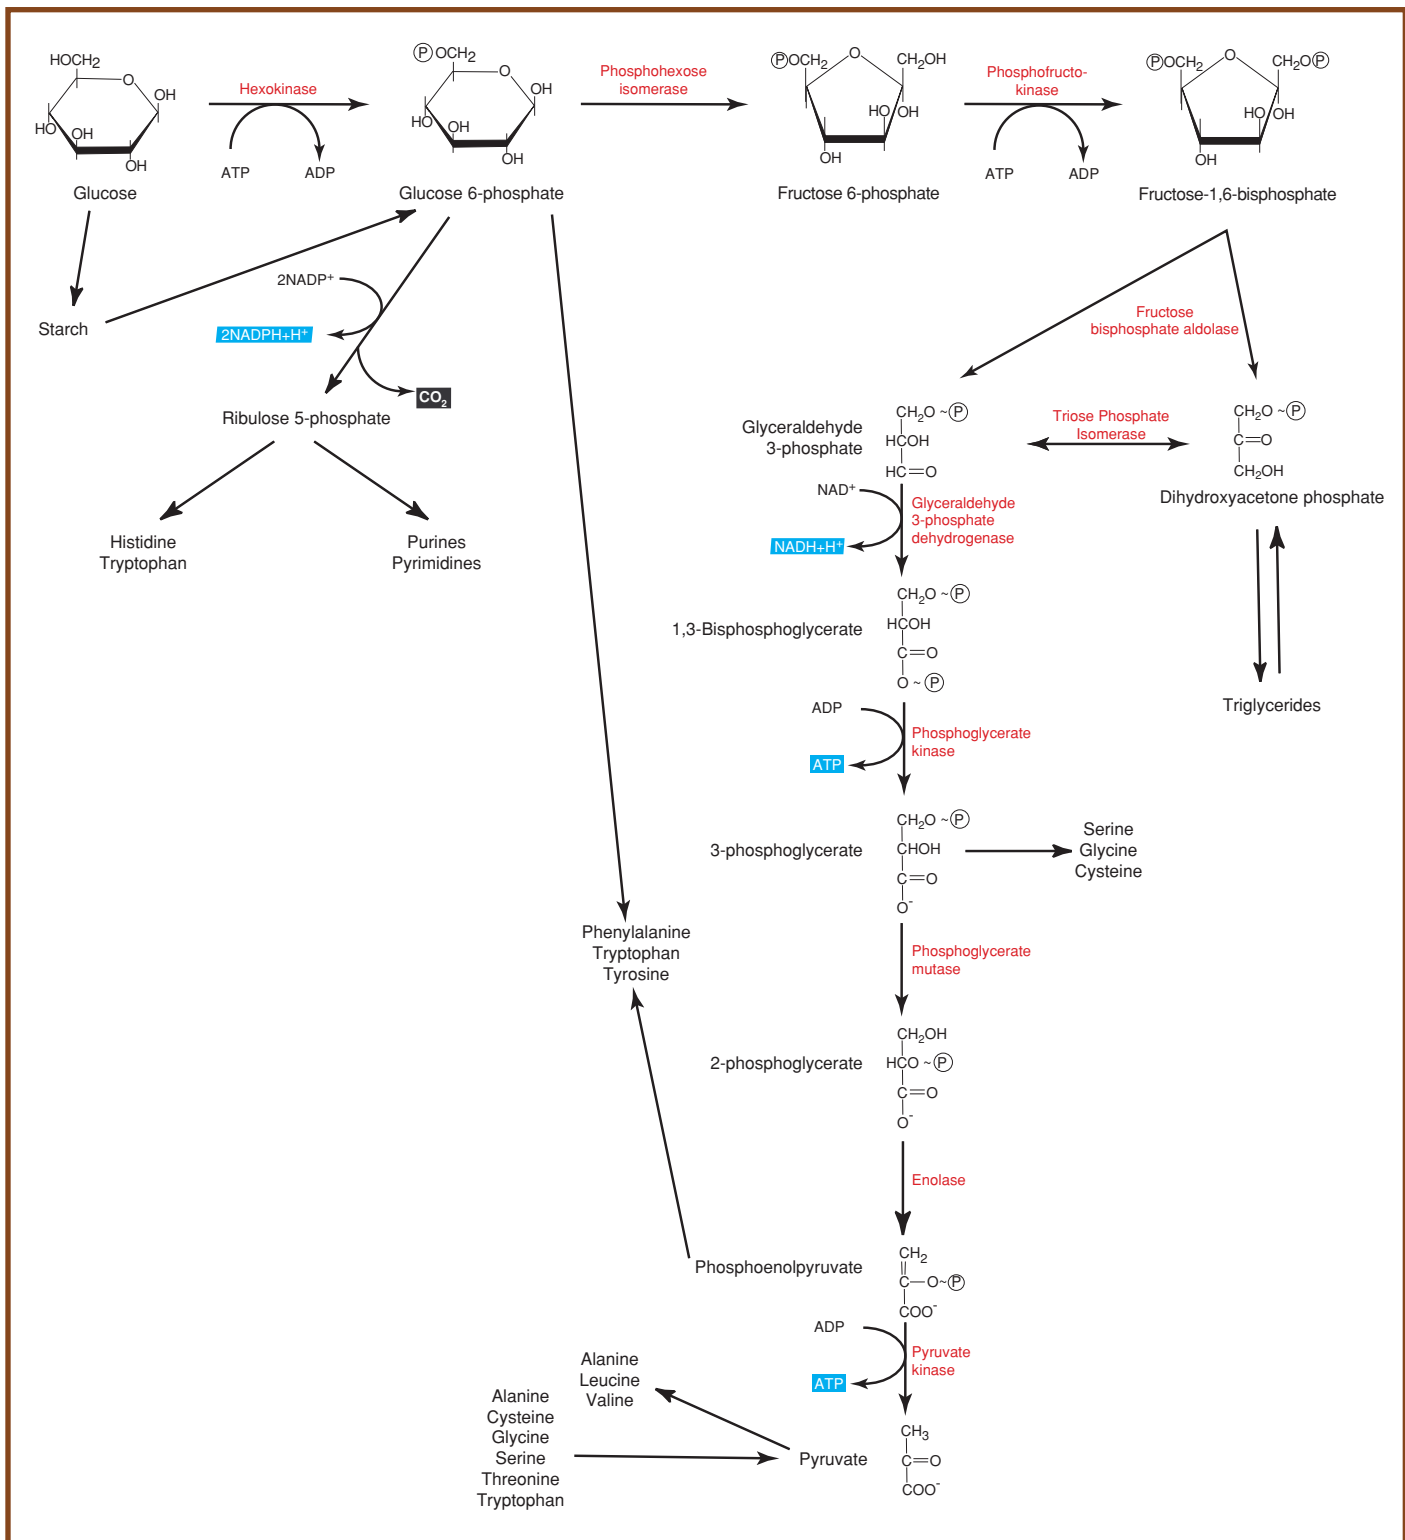 HOCH2
O
OH
HO
OH
OH
Glucose
Hexokinase
ATP
ADP
P OCH2
O
OH
HO
OH
OH
Glucose 6-phosphate
Phosphohexose
isomerase
POCH2
O
CH2OH
HO
OH
OH
Fructose 6-phosphate
Phosphofructo-
kinase
ATP
ADP
POCH2
O
CH2OP
HO
OH
OH
Fructose-1,6-bisphosphate
Starch
2NADP+
2NADPH+H+
CO2
Ribulose 5-phosphate
Histidine
Tryptophan
Purines
Pyrimidines
Fructose
bisphosphate aldolase
Glyceraldehyde
3-phosphate
CH2O ~ P
HCOH
HC=O
Triose Phosphate
Isomerase
CH2O ~ P
C=O
CH2OH
Dihydroxyacetone phosphate
NAD+
NADH+H+
Glyceraldehyde
3-phosphate
dehydrogenase
1,3-Bisphosphoglycerate
CH2O ~ P
HCOH
C=O
O ~ P
Triglycerides
ADP
ATP
Phosphoglycerate
kinase
3-phosphoglycerate
CH2O ~ P
CHOH
C=O
O-
Serine
Glycine
Cysteine
Phenylalanine
Tryptophan
Tyrosine
Phosphoglycerate
mutase
2-phosphoglycerate
CH2OH
HCO ~ P
C=O
O-
Enolase
Phosphoenolpyruvate
CH2
C—O~P
COO-
ADP
ATP
Pyruvate
kinase
Alanine
Leucine
Valine
Alanine
Cysteine
Glycine
Serine
Threonine
Tryptophan
Pyruvate
CH3
C=O
COO-